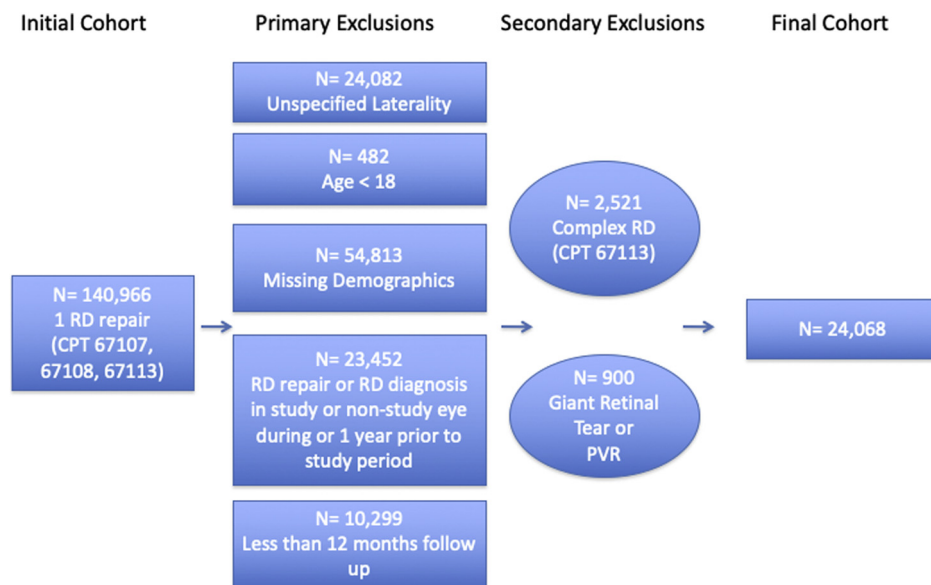 Initial Cohort
Primary Exclusions
Secondary Exclusions
Final Cohort
N= 140,966
1 RD repair
(CPT 67107,
67108, 67113)
N= 24,082
Unspecified Laterality
N= 482
Age < 18
N= 54,813
Missing Demographics
N= 23,452
RD repair or RD diagnosis
in study or non-study eye
during or 1 year prior to
study period
N= 10,299
Less than 12 months follow
up
N= 2,521
Complex RD
(CPT 67113)
N= 900
Giant Retinal
Tear or
PVR
N= 24,068